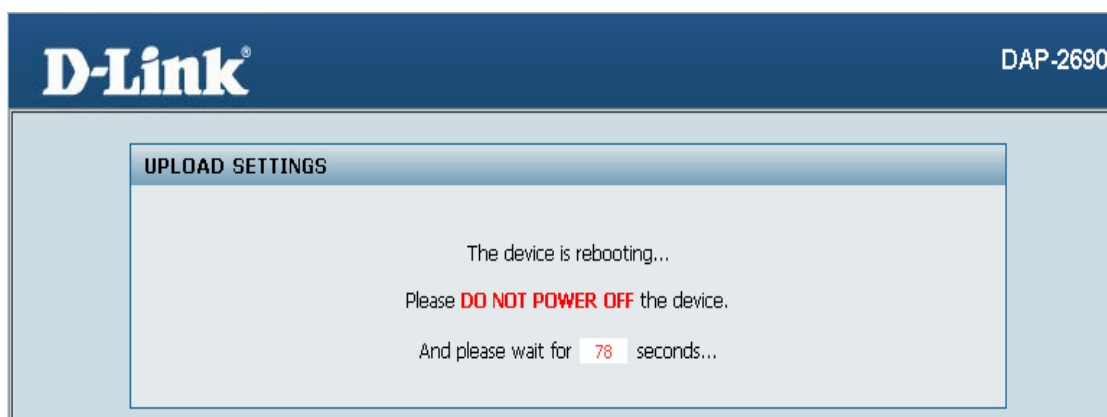 D-Link®
DAP-2690
UPLOAD SETTINGS
The device is rebooting...
Please DO NOT POWER OFF the device.
And please wait for 78 seconds...